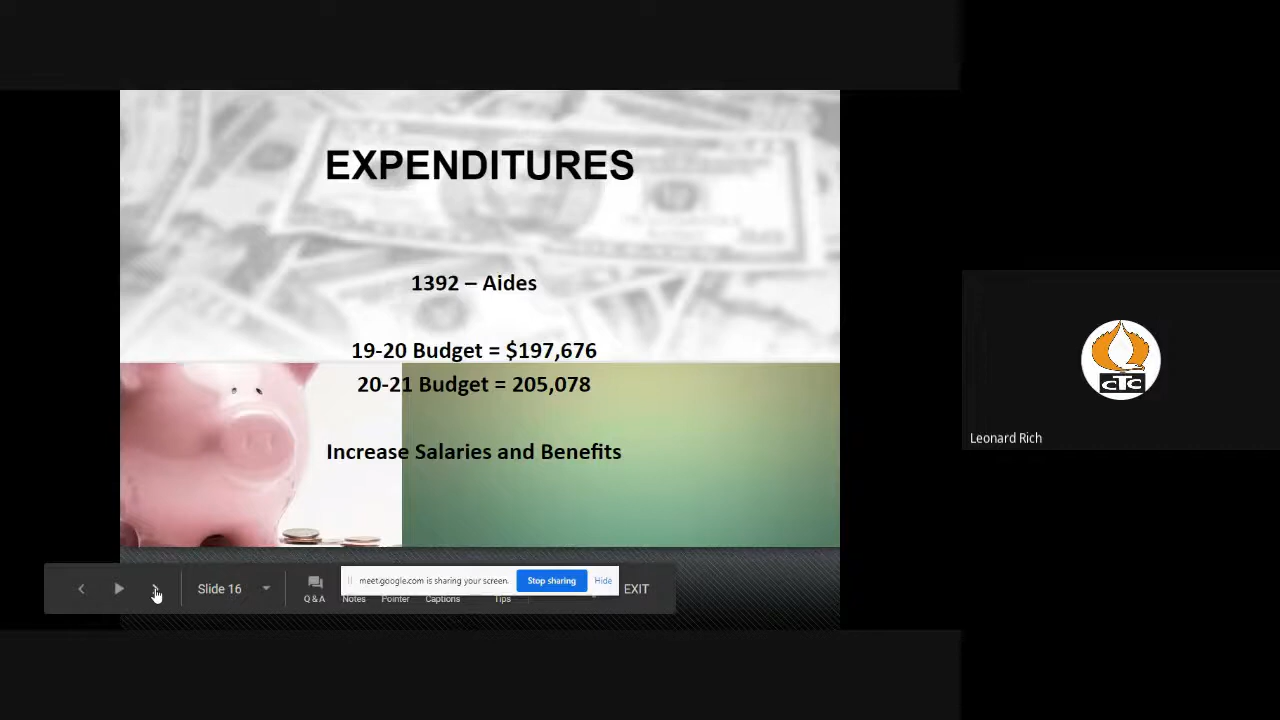 EXPENDITURES
1392 – Aides
19-20 Budget = $197,676
20-21 Budget = 205,078
Increase Salaries and Benefits
CTC
Leonard Rich
Slide 16
Q&A
meet.google.com is sharing your screen.
Stop sharing
Hide
Notes
Pointer
Captions
Tips
EXIT